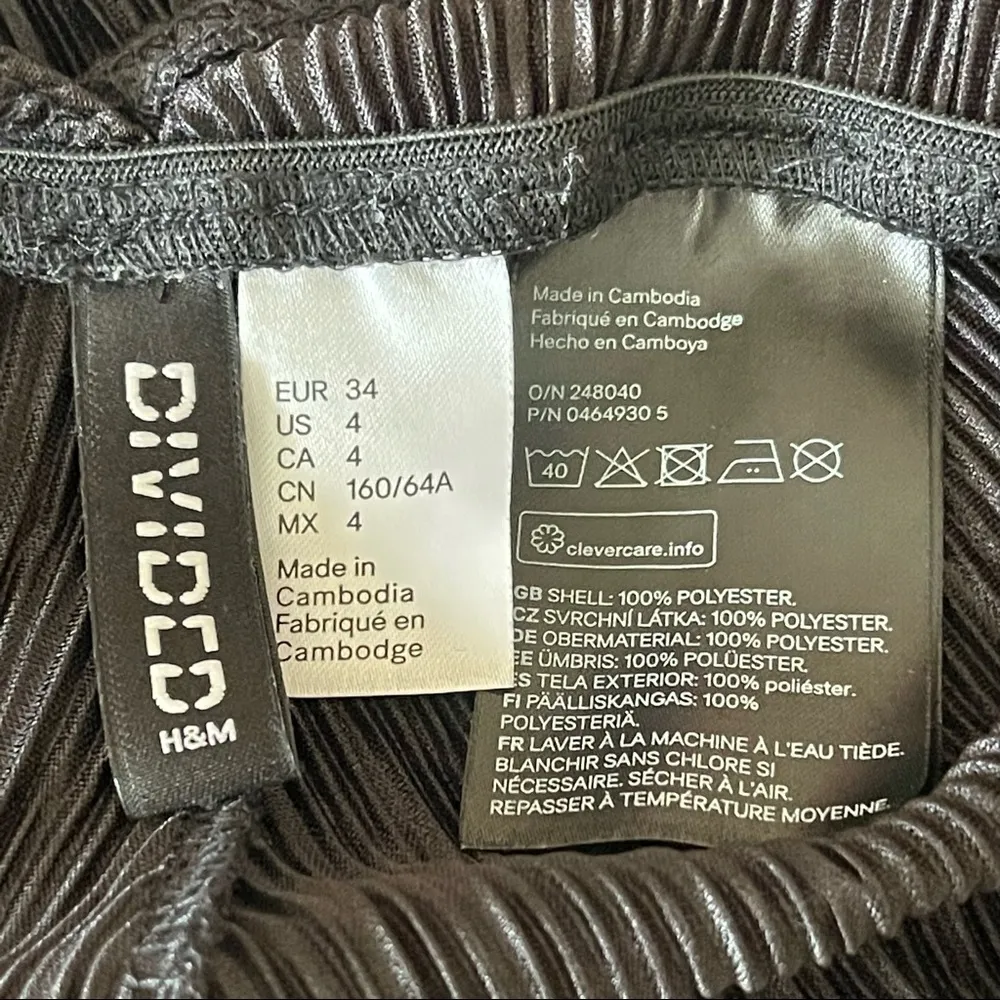 DIVIDED
H&M
EUR 34
US 4
CA 4
CN 160/64A
MX 4
Made in
Cambodia
Fabriqué en
Cambodge
Made in Cambodia
Fabriqué en Cambodge
Hecho en Camboya
O/N 248040
P/N 0464930 5
40
clevercare.info
GB SHELL: 100% POLYESTER.
CZ SVRCHNÍ LÁTKA: 100% POLYESTER.
DE OBERMATERIAL: 100% POLYESTER.
EE ÜMBRIS: 100% POLÜESTER.
ES TELA EXTERIOR: 100% poliéster.
FI PÄÄLLISKANGAS: 100%
POLYESTERIÄ.
FR LAVER À LA MACHINE À L'EAU TIÈDE.
BLANCHIR SANS CHLORE SI
NÉCESSAIRE. SÉCHER À L'AIR.
REPASSER À TEMPÉRATURE MOYENNE.